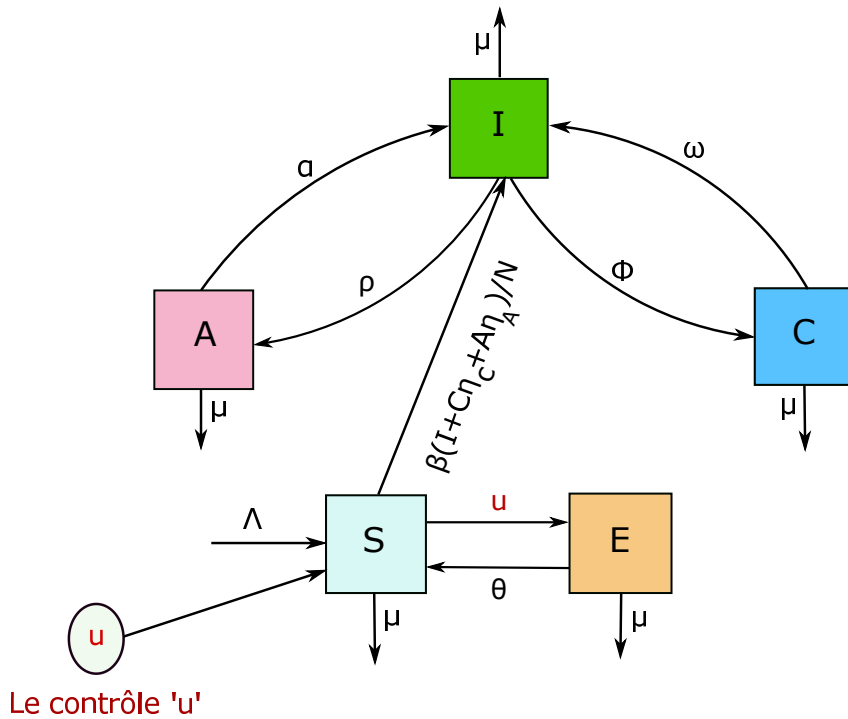 μ
I
α
ω
ρ
Φ
A
C
μ
μ
β(I+Cη_C+Aη_A)/N
Λ
S
u
E
θ
u
μ
μ
Le contrôle 'u'